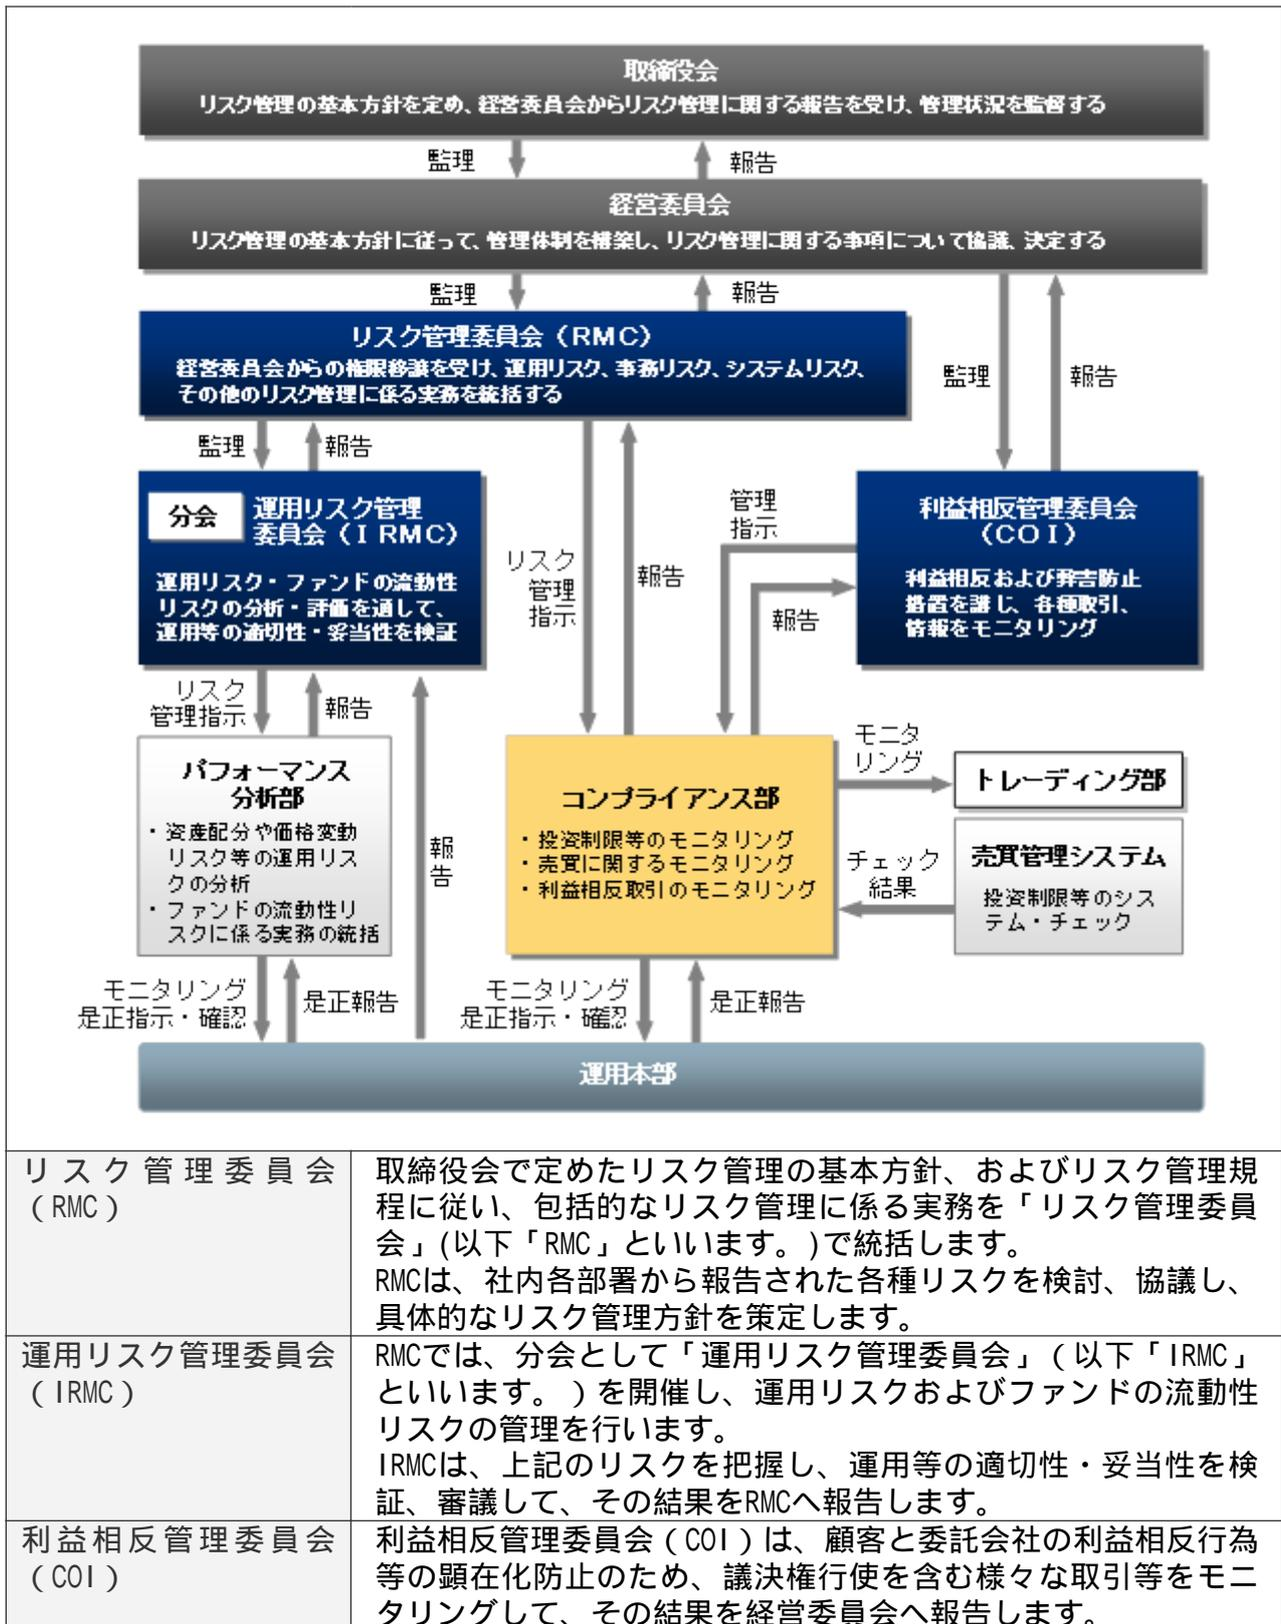 取締役会
リスク管理の基本方針を定め、経営委員会からリスク管理に関する報告を受け、管理状況を監督する
監理
報告
経営委員会
リスク管理の基本方針に従って、管理体制を構築し、リスク管理に関する事項について協議、決定する
監理
報告
監理
報告
リスク管理委員会（RMC）
経営委員会からの権限移譲を受け、運用リスク、事務リスク、システムリスク、
その他のリスク管理に係る実務を統括する
監理
報告
分会
運用リスク管理
委員会（IRMC）
運用リスク・ファンドの流動性
リスクの分析・評価を通して、
運用等の適切性・妥当性を検証
リスク
管理
指示
報告
管理
指示
報告
利益相反管理委員会
（COI）
利益相反および弊害防止
措置を講じ、各種取引、
情報をモニタリング
リスク
管理指示
報告
パフォーマンス
分析部
・資産配分や価格変動
リスク等の運用リス
クの分析
・ファンドの流動性リ
スクに係る実務の統括
報
告
コンプライアンス部
・投資制限等のモニタリング
・売買に関するモニタリング
・利益相反取引のモニタリング
モニタ
リング
トレーディング部
チェック
結果
売買管理システム
投資制限等のシス
テム・チェック
モニタリング
是正指示・確認
是正報告
モニタリング
是正指示・確認
是正報告
運用本部
リスク管理委員会
（RMC）
取締役会で定めたリスク管理の基本方針、およびリスク管理規
程に従い、包括的なリスク管理に係る実務を「リスク管理委員
会」(以下「RMC」といいます。)で統括します。
RMCは、社内各部署から報告された各種リスクを検討、協議し、
具体的なリスク管理方針を策定します。
運用リスク管理委員会
（IRMC）
RMCでは、分会として「運用リスク管理委員会」（以下「IRMC」
といいます。）を開催し、運用リスクおよびファンドの流動性
リスクの管理を行います。
IRMCは、上記のリスクを把握し、運用等の適切性・妥当性を検
証、審議して、その結果をRMCへ報告します。
利益相反管理委員会
（COI）
利益相反管理委員会（COI）は、顧客と委託会社の利益相反行為
等の顕在化防止のため、議決権行使を含む様々な取引等をモニ
タリングして、その結果を経営委員会へ報告します。